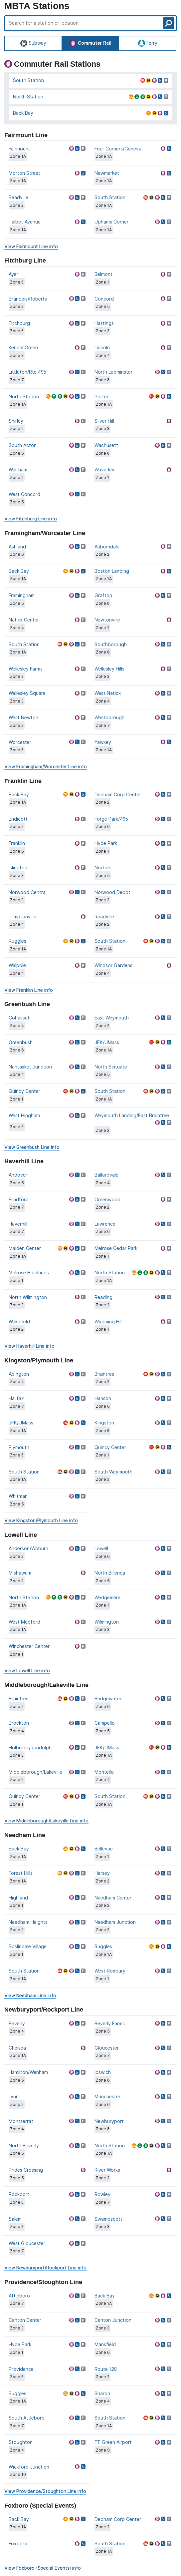 MBTA Stations
Search for a station or location
Subway
Commuter Rail
Ferry
Commuter Rail Stations
South Station
North Station
Back Bay
Fairmount Line
Fairmount
Zone 1A
Four Corners/Geneva
Zone 1A
Morton Street
Zone 1A
Newmarket
Zone 1A
Readville
Zone 2
South Station
Zone 1A
Talbot Avenue
Zone 1A
Uphams Corner
Zone 1A
View Fairmount Line info
Fitchburg Line
Ayer
Zone 8
Belmont
Zone 1
Brandeis/Roberts
Zone 2
Concord
Zone 5
Fitchburg
Zone 8
Hastings
Zone 3
Kendal Green
Zone 3
Lincoln
Zone 4
Littleton/Rte 495
Zone 7
North Leominster
Zone 8
North Station
Zone 1A
Porter
Zone 1A
Shirley
Zone 8
Silver Hill
Zone 3
South Acton
Zone 6
Wachusett
Zone 8
Waltham
Zone 2
Waverley
Zone 1
West Concord
Zone 5
View Fitchburg Line info
Framingham/Worcester Line
Ashland
Zone 6
Auburndale
Zone 2
Back Bay
Zone 1A
Boston Landing
Zone 1A
Framingham
Zone 5
Grafton
Zone 8
Natick Center
Zone 4
Newtonville
Zone 1
South Station
Zone 1A
Southborough
Zone 6
Wellesley Farms
Zone 3
Wellesley Hills
Zone 3
Wellesley Square
Zone 3
West Natick
Zone 4
West Newton
Zone 2
Westborough
Zone 7
Worcester
Zone 8
Yawkey
Zone 1A
View Framingham/Worcester Line info
Franklin Line
Back Bay
Zone 1A
Dedham Corp Center
Zone 2
Endicott
Zone 2
Forge Park/495
Zone 6
Franklin
Zone 6
Hyde Park
Zone 1
Islington
Zone 3
Norfolk
Zone 5
Norwood Central
Zone 3
Norwood Depot
Zone 3
Plimptonville
Zone 4
Readville
Zone 2
Ruggles
Zone 1A
South Station
Zone 1A
Walpole
Zone 4
Windsor Gardens
Zone 4
View Franklin Line info
Greenbush Line
Cohasset
Zone 4
East Weymouth
Zone 2
Greenbush
Zone 6
JFK/UMass
Zone 1A
Nantasket Junction
Zone 4
North Scituate
Zone 5
Quincy Center
Zone 1
South Station
Zone 1A
West Hingham
Zone 3
Weymouth Landing/East Braintree
Zone 2
View Greenbush Line info
Haverhill Line
Andover
Zone 5
Ballardvale
Zone 4
Bradford
Zone 7
Greenwood
Zone 2
Haverhill
Zone 7
Lawrence
Zone 6
Malden Center
Zone 1A
Melrose Cedar Park
Zone 1
Melrose Highlands
Zone 1
North Station
Zone 1A
North Wilmington
Zone 3
Reading
Zone 2
Wakefield
Zone 2
Wyoming Hill
Zone 1
View Haverhill Line info
Kingston/Plymouth Line
Abington
Zone 4
Braintree
Zone 2
Halifax
Zone 7
Hanson
Zone 6
JFK/UMass
Zone 1A
Kingston
Zone 8
Plymouth
Zone 8
Quincy Center
Zone 1
South Station
Zone 1A
South Weymouth
Zone 3
Whitman
Zone 5
View Kingston/Plymouth Line info
Lowell Line
Anderson/Woburn
Zone 2
Lowell
Zone 6
Mishawum
Zone 2
North Billerica
Zone 5
North Station
Zone 1A
Wedgemere
Zone 1
West Medford
Zone 1A
Wilmington
Zone 3
Winchester Center
Zone 1
View Lowell Line info
Middleborough/Lakeville Line
Braintree
Zone 2
Bridgewater
Zone 6
Brockton
Zone 4
Campello
Zone 5
Holbrook/Randolph
Zone 3
JFK/UMass
Zone 1A
Middleborough/Lakeville
Zone 8
Montello
Zone 4
Quincy Center
Zone 1
South Station
Zone 1A
View Middleborough/Lakeville Line info
Needham Line
Back Bay
Zone 1A
Bellevue
Zone 1
Forest Hills
Zone 1A
Hersey
Zone 2
Highland
Zone 1
Needham Center
Zone 2
Needham Heights
Zone 2
Needham Junction
Zone 2
Roslindale Village
Zone 1
Ruggles
Zone 1A
South Station
Zone 1A
West Roxbury
Zone 1
View Needham Line info
Newburyport/Rockport Line
Beverly
Zone 4
Beverly Farms
Zone 5
Chelsea
Zone 1A
Gloucester
Zone 7
Hamilton/Wenham
Zone 5
Ipswich
Zone 6
Lynn
Zone 2
Manchester
Zone 6
Montserrat
Zone 4
Newburyport
Zone 8
North Beverly
Zone 5
North Station
Zone 1A
Prides Crossing
Zone 5
River Works
Zone 2
Rockport
Zone 8
Rowley
Zone 7
Salem
Zone 3
Swampscott
Zone 3
West Gloucester
Zone 7
View Newburyport/Rockport Line info
Providence/Stoughton Line
Attleboro
Zone 7
Back Bay
Zone 1A
Canton Center
Zone 3
Canton Junction
Zone 3
Hyde Park
Zone 1
Mansfield
Zone 6
Providence
Zone 8
Route 128
Zone 2
Ruggles
Zone 1A
Sharon
Zone 4
South Attleboro
Zone 7
South Station
Zone 1A
Stoughton
Zone 4
TF Green Airport
Zone 9
Wickford Junction
Zone 10
View Providence/Stoughton Line info
Foxboro (Special Events)
Back Bay
Zone 1A
Dedham Corp Center
Zone 2
Foxboro
South Station
Zone 1A
View Foxboro (Special Events) info